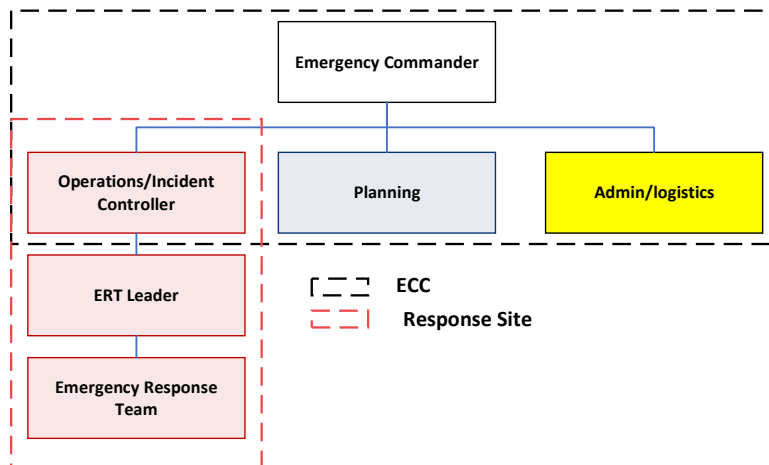 Emergency Commander
Operations/Incident
Controller
Planning
Admin/logistics
ERT Leader
ECC
Response Site
Emergency Response
Team